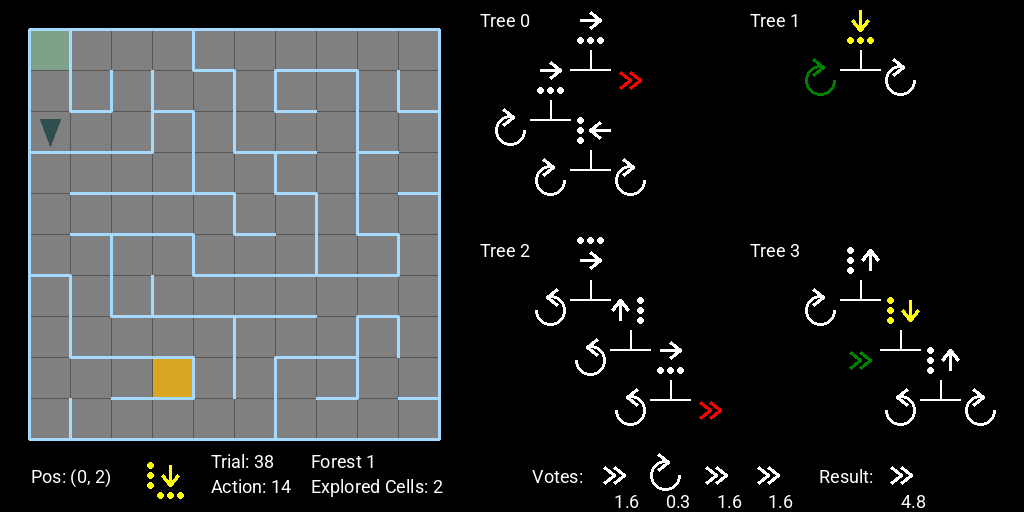 Tree 0
Tree 1
Tree 2
Tree 3
Pos: (0, 2)
Trial: 38
Forest 1
Action: 14
Explored Cells: 2
Votes:
1.6
0.3
1.6
1.6
Result:
4.8